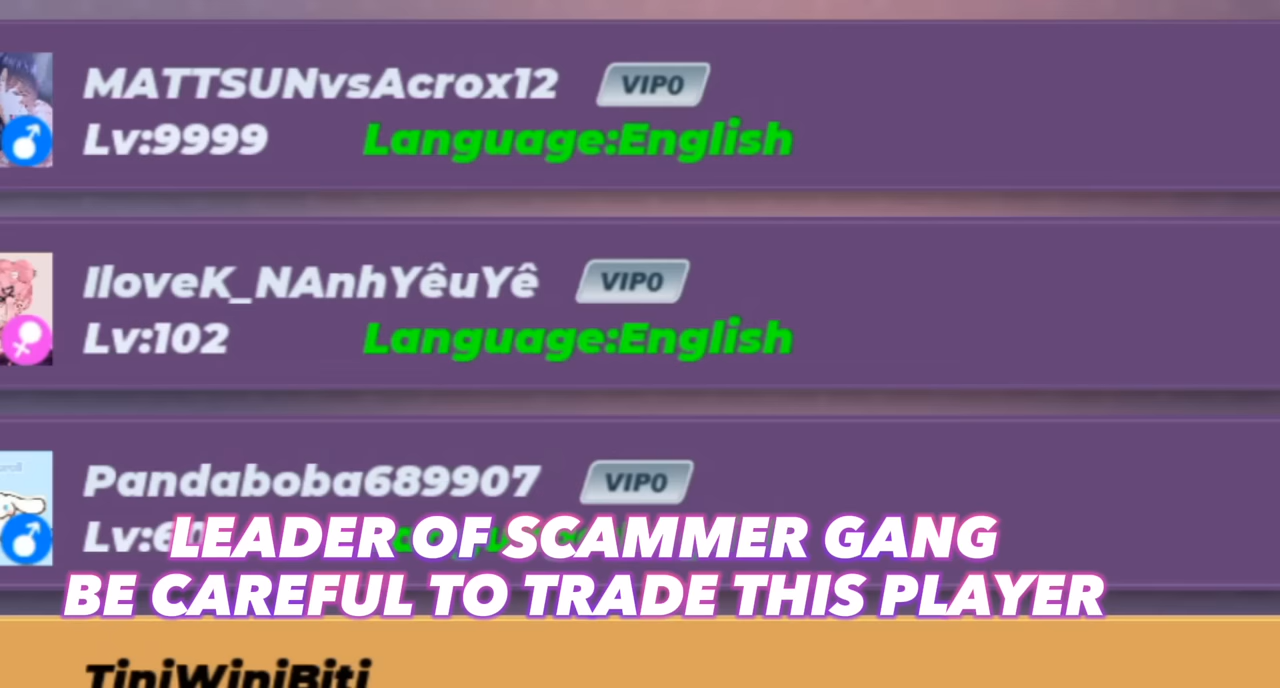 MATTSUNvsAcrox12 VIP0
Lv:9999 Language:English
IloveK_NAnhYêuYê VIP0
Lv:102 Language:English
Pandaboba689907 VIP0
LEADER OF SCAMMER GANG
BE CAREFUL TO TRADE THIS PLAYER
TiniWiniBiti